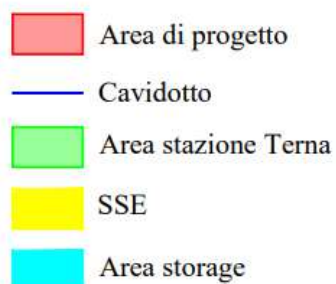 Area di progetto
Cavidotto
Area stazione Terna
SSE
Area storage